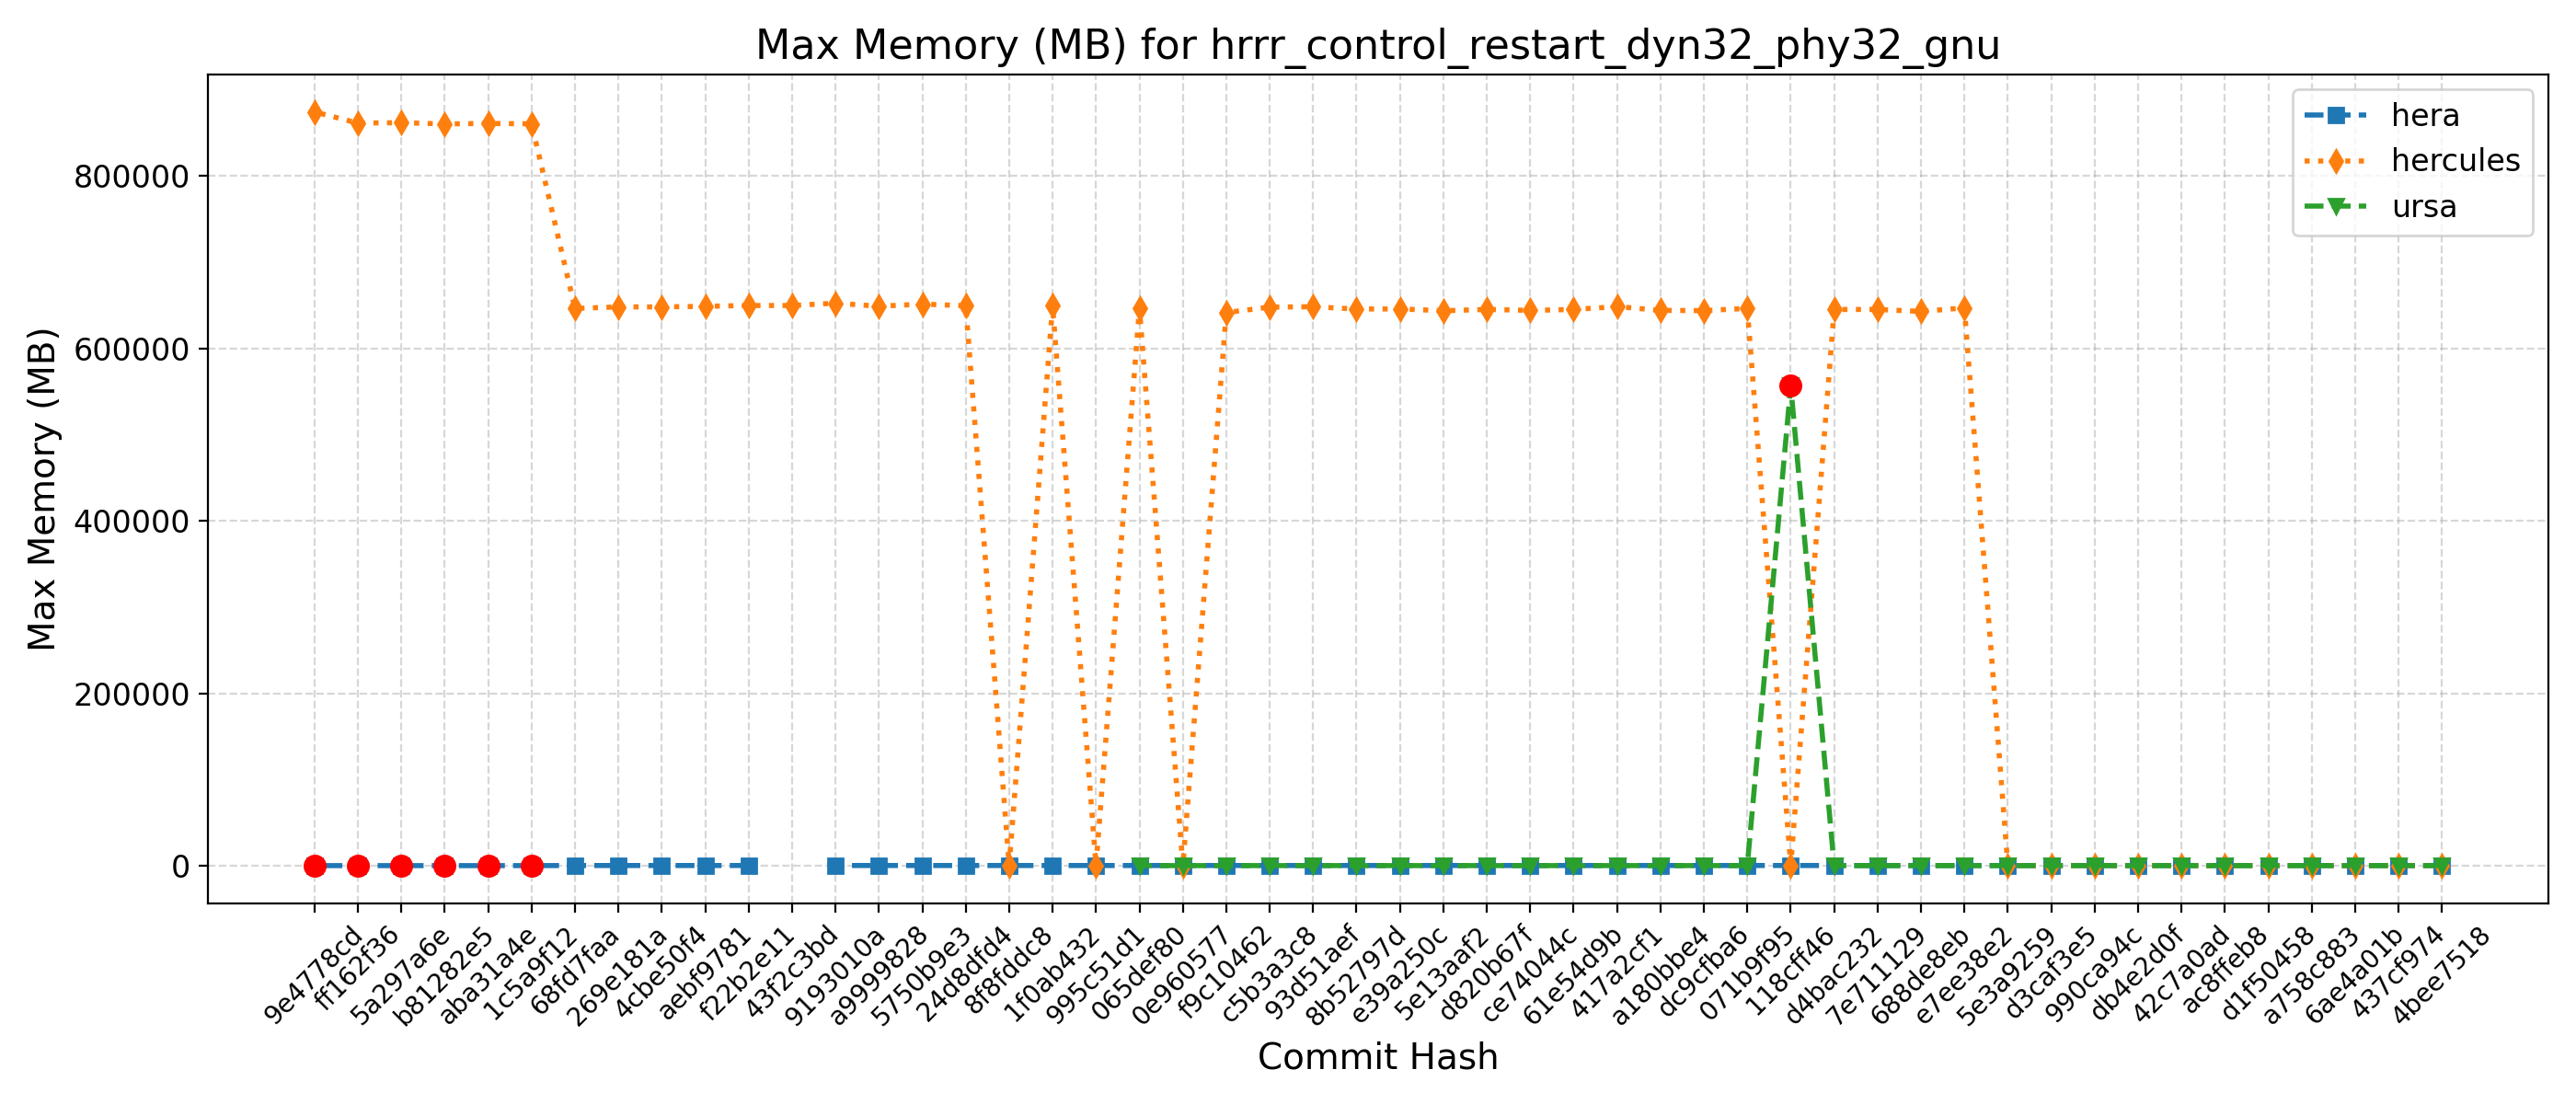 Max Memory (MB) for hrrr_control_restart_dyn32_phy32_gnu
hera
hercules
ursa
Max Memory (MB)
800000
600000
400000
200000
0
9e4778cd
ff162f36
5a297a6e
b81282e5
aba31a4e
1c5a9f12
68fd7faa
269e181a
4cbe50f4
aebf9781
f22b2e11
43f2c3bd
9193010a
a9999828
5750b9e3
24d8dfd4
8f8fddc8
1f0ab432
995c51d1
065def80
0e960577
f9c10462
c5b3a3c8
93d51aef
8b52797d
e39a250c
5e13aaf2
d820b67f
ce74044c
61e54d9b
417a2cf1
a180bbe4
dc9cfba6
071b9f95
118cff46
d4bac232
7e711129
688de8eb
e7ee38e2
5e3a9259
d3caf3e5
990ca94c
db4e2d0f
42c7a0ad
ac8ffeb8
d1f50458
a758c883
6ae4a01b
437cf974
4bee7518
Commit Hash